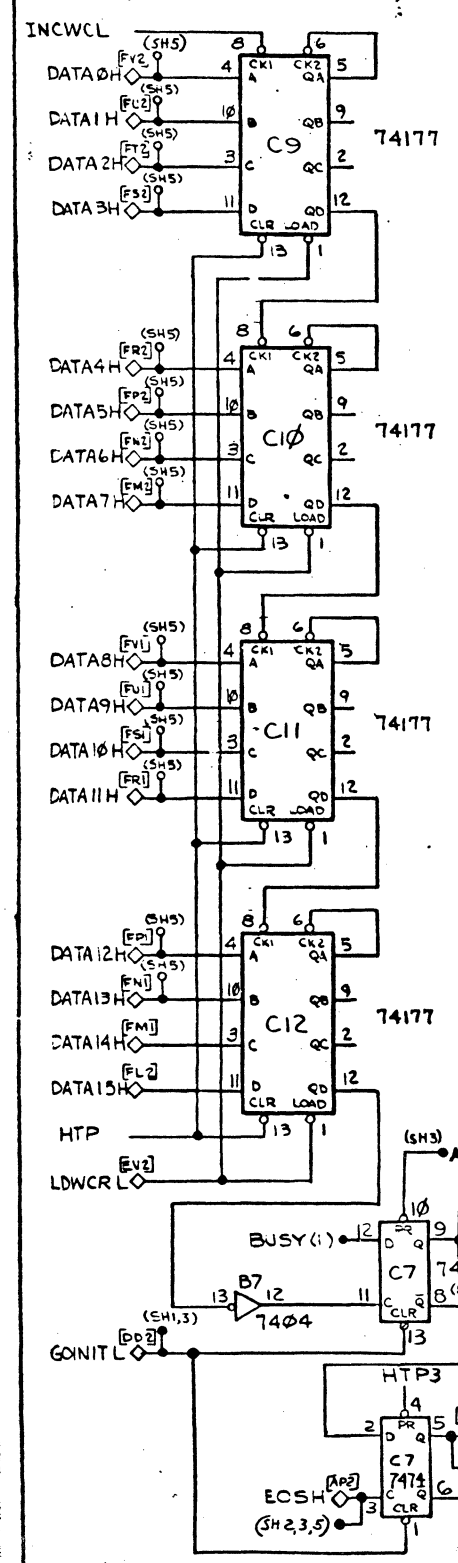 INCWCL
(SH5)
8
6
CK1 CK2
DATA0H [FV2] 4 A QA 5
(SH5)
DATA1H [FU2] 10 B QB 9
C9
74177
(SH5)
DATA2H [FT2] 3 C QC 2
(SH5)
DATA3H [FS2] 11 D QD 12
CLR LOAD
13 1
8 6
(SH5)
CK1 CK2
DATA4H [FR2] 4 A QA 5
(SH5)
DATA5H [FP2] 10 B QB 9
C10
74177
(SH5)
DATA6H [FN2] 3 C QC 2
(SH5)
DATA7H [FM2] 11 D QD 12
CLR LOAD
13 1
8 6
(SH5)
CK1 CK2
DATA8H [FV1] 4 A QA 5
(SH5)
DATA9H [FU1] 10 B QB 9
C11
74177
(SH5)
DATA10H [FS1] 3 C QC 2
(SH5)
DATA11H [FR1] 11 D QD 12
CLR LOAD
13 1
8 6
(SH5)
CK1 CK2
DATA12H [FP1] 4 A QA 5
(SH5)
DATA13H [FN1] 10 B QB 9
C12
74177
DATA14H [FM1] 3 C QC 2
DATA15H [FL2] 11 D QD 12
CLR LOAD
HTP 13 1
LDWCR L [EV2]
(SH3)
A
10
PR
BUSY(1) 12 D Q 9
C7
74
B7
13 12 11 C Q 8
7404
CLR
(SH1,3)
13
GOINIT L [DD2]
HTP3
4
PR
2 D Q 5
C7
7474
EOSH [AP2] 3 C Q 6
CLR
(SH2,3,5)
1